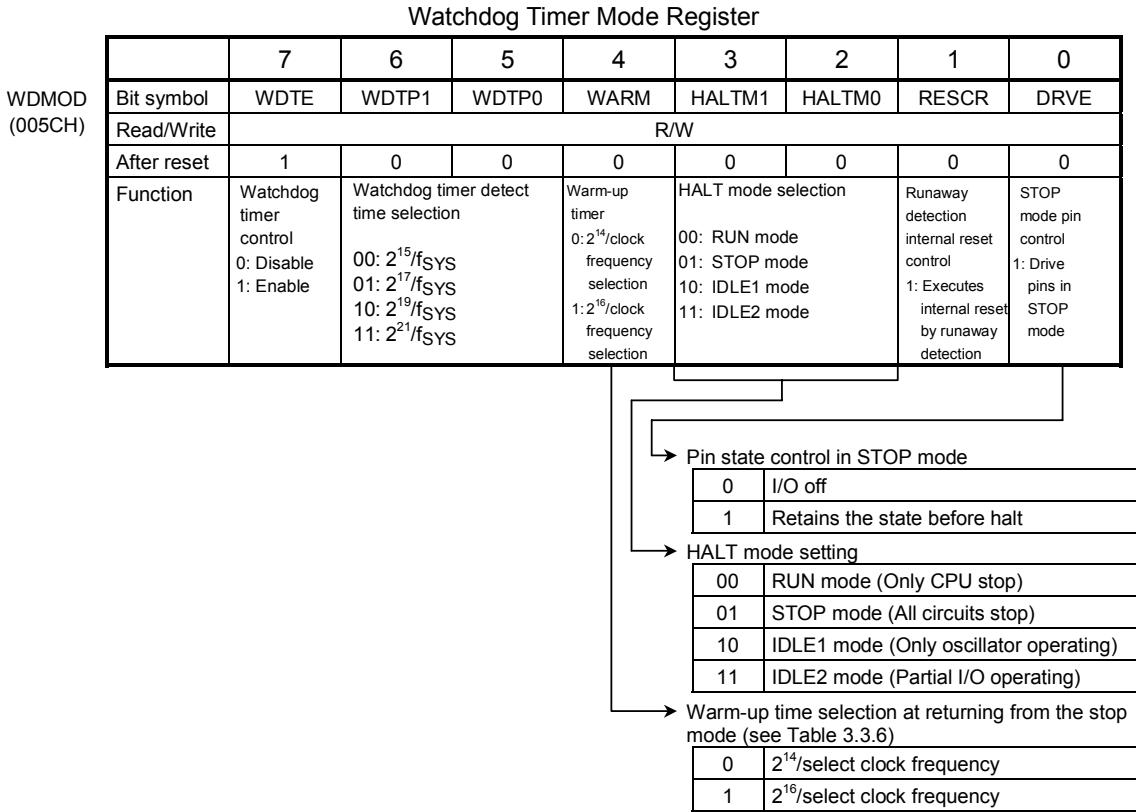 Watchdog Timer Mode Register
7 6 5 4 3 2 1 0
WDMOD
(005CH)
Bit symbol WDTE WDTP1 WDTP0 WARM HALTM1 HALTM0 RESCR DRVE
Read/Write R/W
After reset 1 0 0 0 0 0 0 0
Function
Watchdog
timer
control
0: Disable
1: Enable
Watchdog timer detect
time selection
00: 2^15/fSYS
01: 2^17/fSYS
10: 2^19/fSYS
11: 2^21/fSYS
Warm-up
timer
0: 2^14/clock
frequency
selection
1: 2^16/clock
frequency
selection
HALT mode selection
00: RUN mode
01: STOP mode
10: IDLE1 mode
11: IDLE2 mode
Runaway
detection
internal reset
control
1: Executes
internal reset
by runaway
detection
STOP
mode pin
control
1: Drive
pins in
STOP
mode
Pin state control in STOP mode
0 I/O off
1 Retains the state before halt
HALT mode setting
00 RUN mode (Only CPU stop)
01 STOP mode (All circuits stop)
10 IDLE1 mode (Only oscillator operating)
11 IDLE2 mode (Partial I/O operating)
Warm-up time selection at returning from the stop
mode (see Table 3.3.6)
0 2^14/select clock frequency
1 2^16/select clock frequency